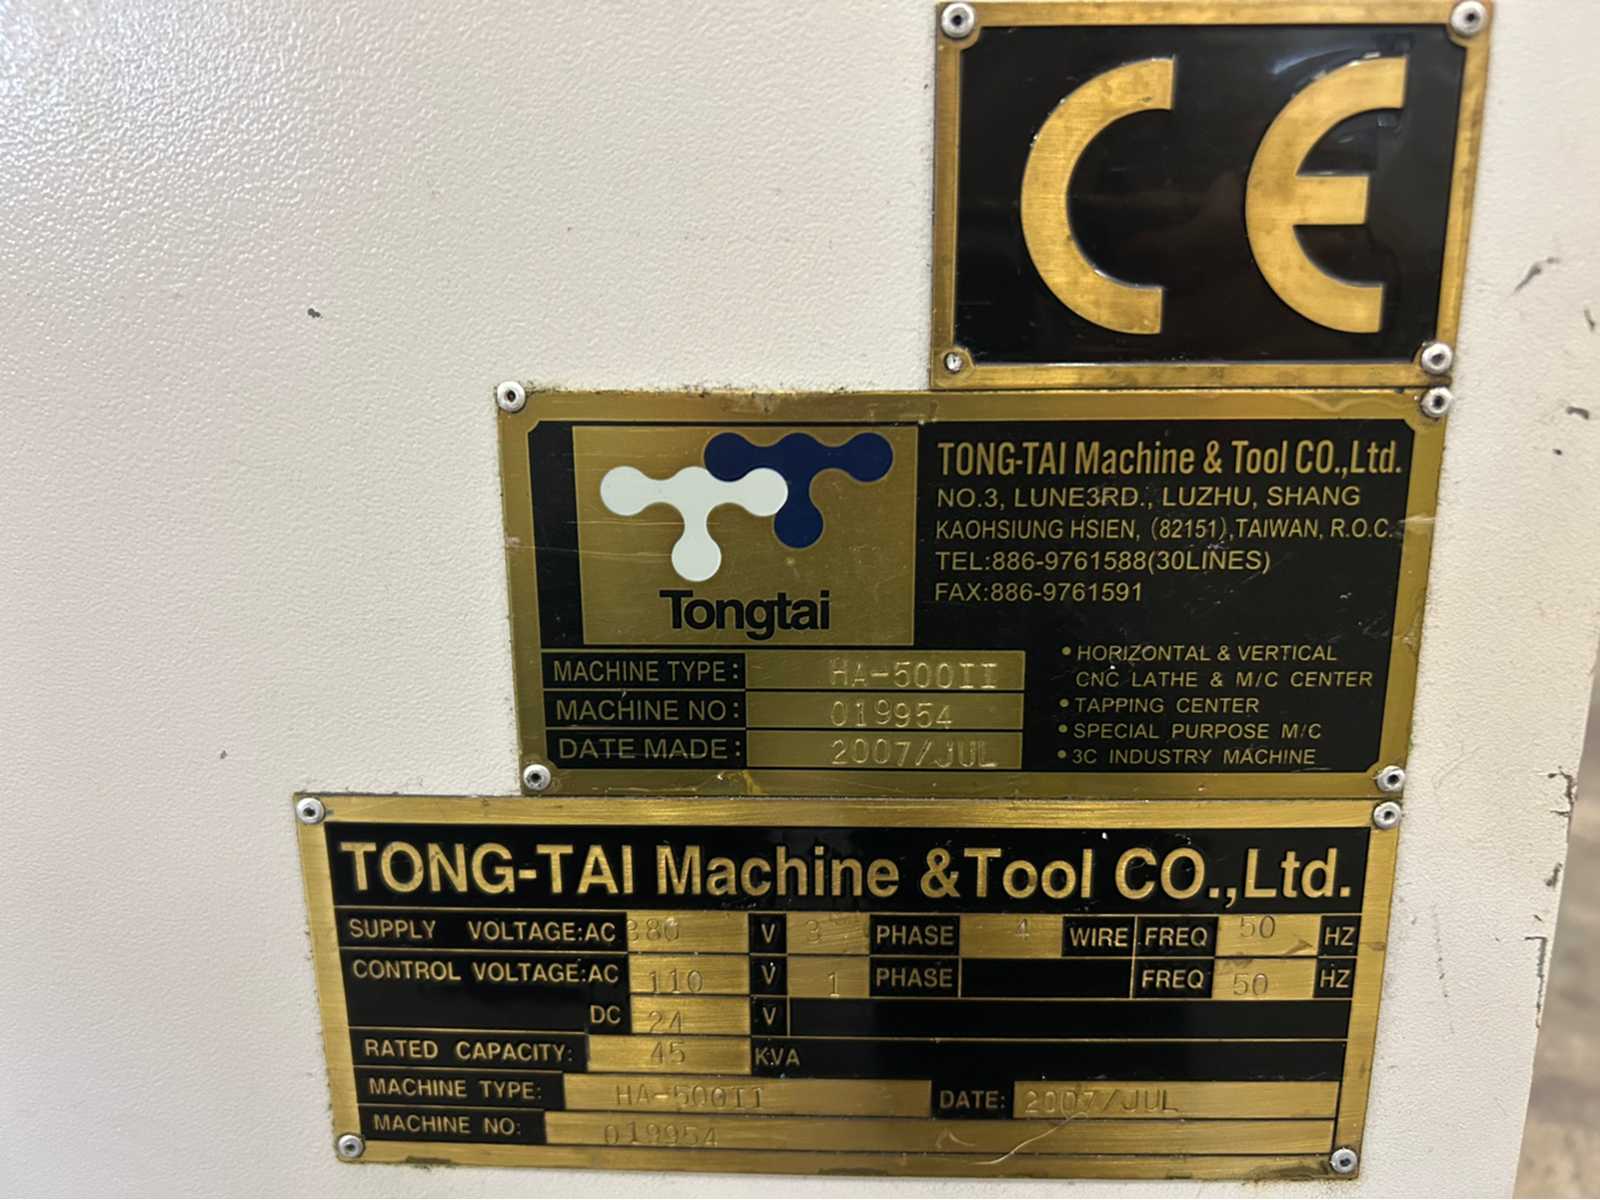 CE
Tongtai
TONG-TAI Machine & Tool CO.,Ltd.
NO.3, LUNE3RD., LUZHU, SHANG
KAOHSIUNG HSIEN, (82151),TAIWAN, R.O.C.
TEL:886-9761588(30LINES)
FAX:886-9761591
MACHINE TYPE: HA-500II
MACHINE NO: 019954
DATE MADE: 2007/JUL
• HORIZONTAL & VERTICAL
CNC LATHE & M/C CENTER
• TAPPING CENTER
• SPECIAL PURPOSE M/C
• 3C INDUSTRY MACHINE
TONG-TAI Machine &Tool CO.,Ltd.
SUPPLY VOLTAGE:AC 380 V 3 PHASE 4 WIRE FREQ 50 HZ
CONTROL VOLTAGE:AC 110 V 1 PHASE FREQ 50 HZ
DC 24 V
RATED CAPACITY: 45 KVA
MACHINE TYPE: HA-500II DATE: 2007/JUL
MACHINE NO: 019954